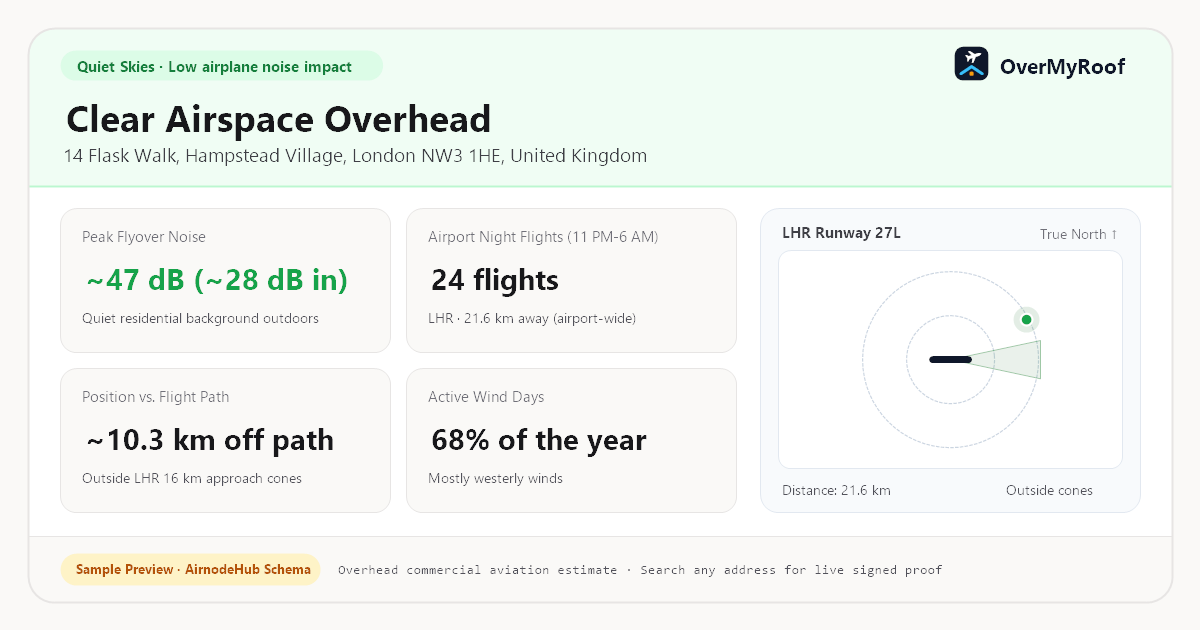 Quiet Skies · Low airplane noise impact
OverMyRoof
Clear Airspace Overhead
14 Flask Walk, Hampstead Village, London NW3 1HE, United Kingdom
Peak Flyover Noise
~47 dB (~28 dB in)
Quiet residential background outdoors
Airport Night Flights (11 PM-6 AM)
24 flights
LHR · 21.6 km away (airport-wide)
Position vs. Flight Path
~10.3 km off path
Outside LHR 16 km approach cones
Active Wind Days
68% of the year
Mostly westerly winds
LHR Runway 27L
True North ↑
Distance: 21.6 km
Outside cones
Sample Preview · AirnodeHub Schema
Overhead commercial aviation estimate · Search any address for live signed proof